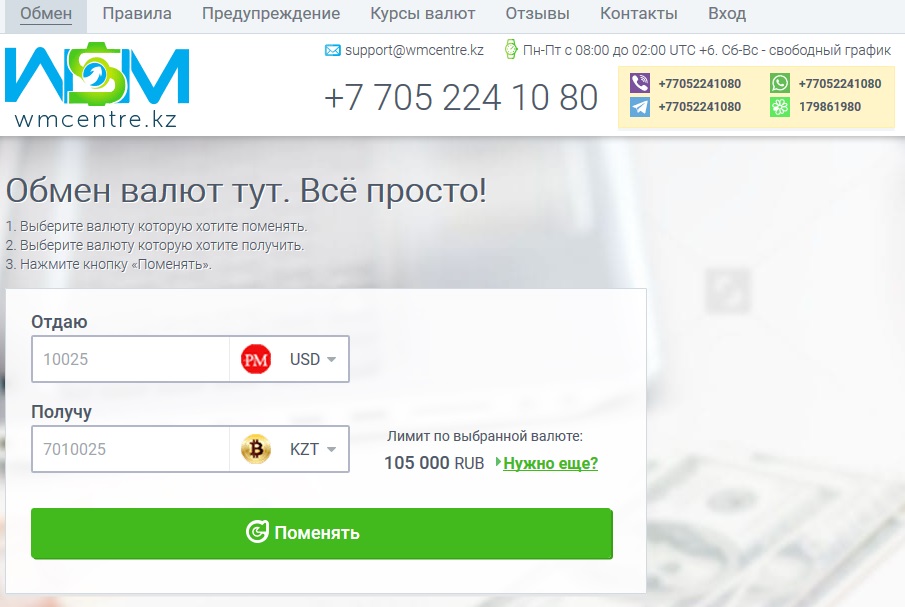 Обмен Правила Предупреждение Курсы валют Отзывы Контакты Вход
support@wmcentre.kz Пн-Пт с 08:00 до 02:00 UTC +6. Сб-Вс - свободный график
WSM
wmcentre.kz
+7 705 224 10 80
+77052241080 +77052241080
+77052241080 179861980
Обмен валют тут. Всё просто!
1. Выберите валюту которую хотите поменять.
2. Выберите валюту которую хотите получить.
3. Нажмите кнопку «Поменять».
Отдаю
10025 PM USD
Получу
7010025 KZT
Лимит по выбранной валюте:
105 000 RUB Нужно еще?
Поменять